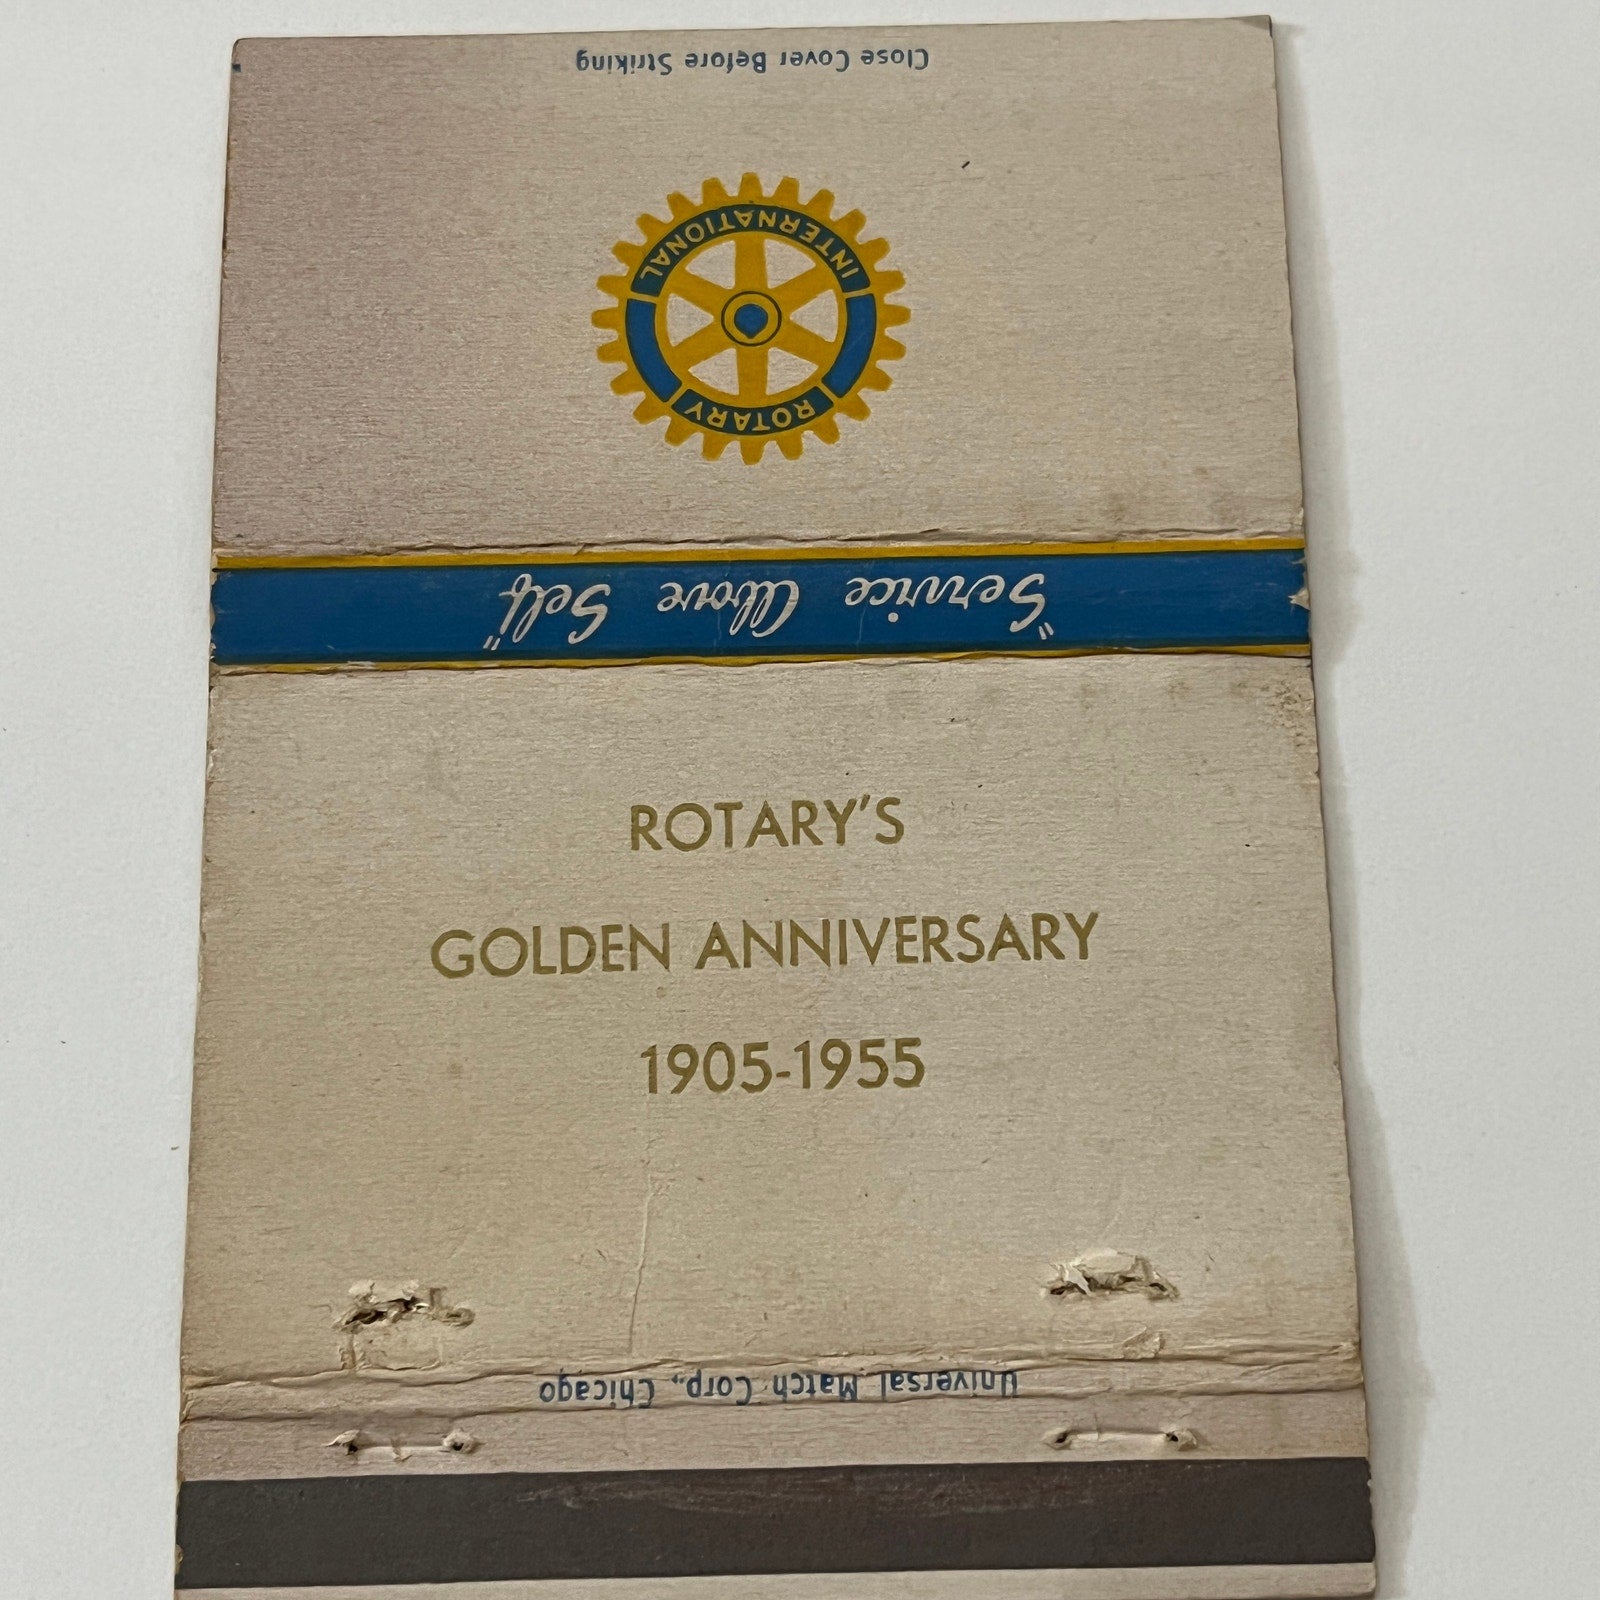 Close Cover Before Striking
ROTARY
INTERNATIONAL
"Service Above Self"
ROTARY'S
GOLDEN ANNIVERSARY
1905-1955
Universal Match Corp., Chicago